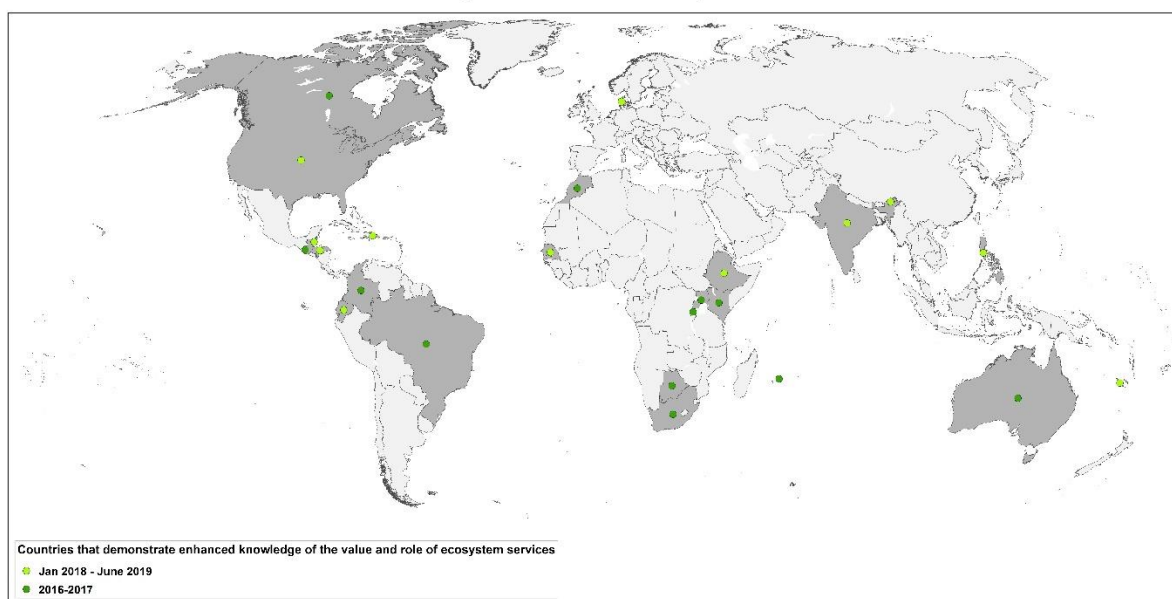 Countries that demonstrate enhanced knowledge of the value and role of ecosystem services
Jan 2018 - June 2019
2016-2017